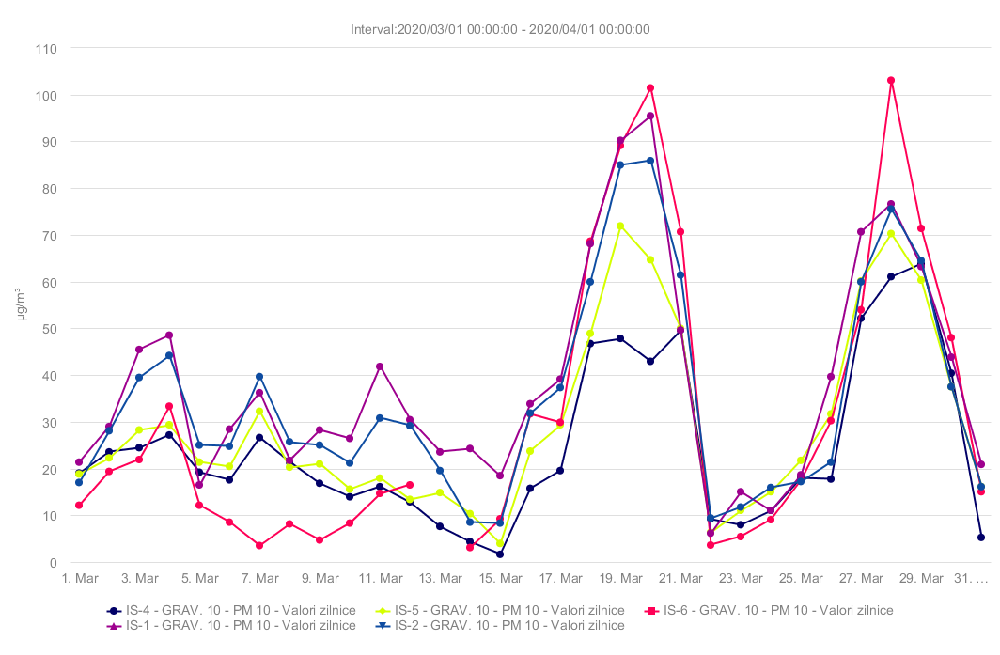 Interval:2020/03/01 00:00:00 - 2020/04/01 00:00:00
110
100
90
80
70
60
50
40
30
20
10
0
µg/m³
1. Mar 3. Mar 5. Mar 7. Mar 9. Mar 11. Mar 13. Mar 15. Mar 17. Mar 19. Mar 21. Mar 23. Mar 25. Mar 27. Mar 29. Mar 31. ...
IS-4 - GRAV. 10 - PM 10 - Valori zilnice IS-5 - GRAV. 10 - PM 10 - Valori zilnice IS-6 - GRAV. 10 - PM 10 - Valori zilnice
IS-1 - GRAV. 10 - PM 10 - Valori zilnice IS-2 - GRAV. 10 - PM 10 - Valori zilnice